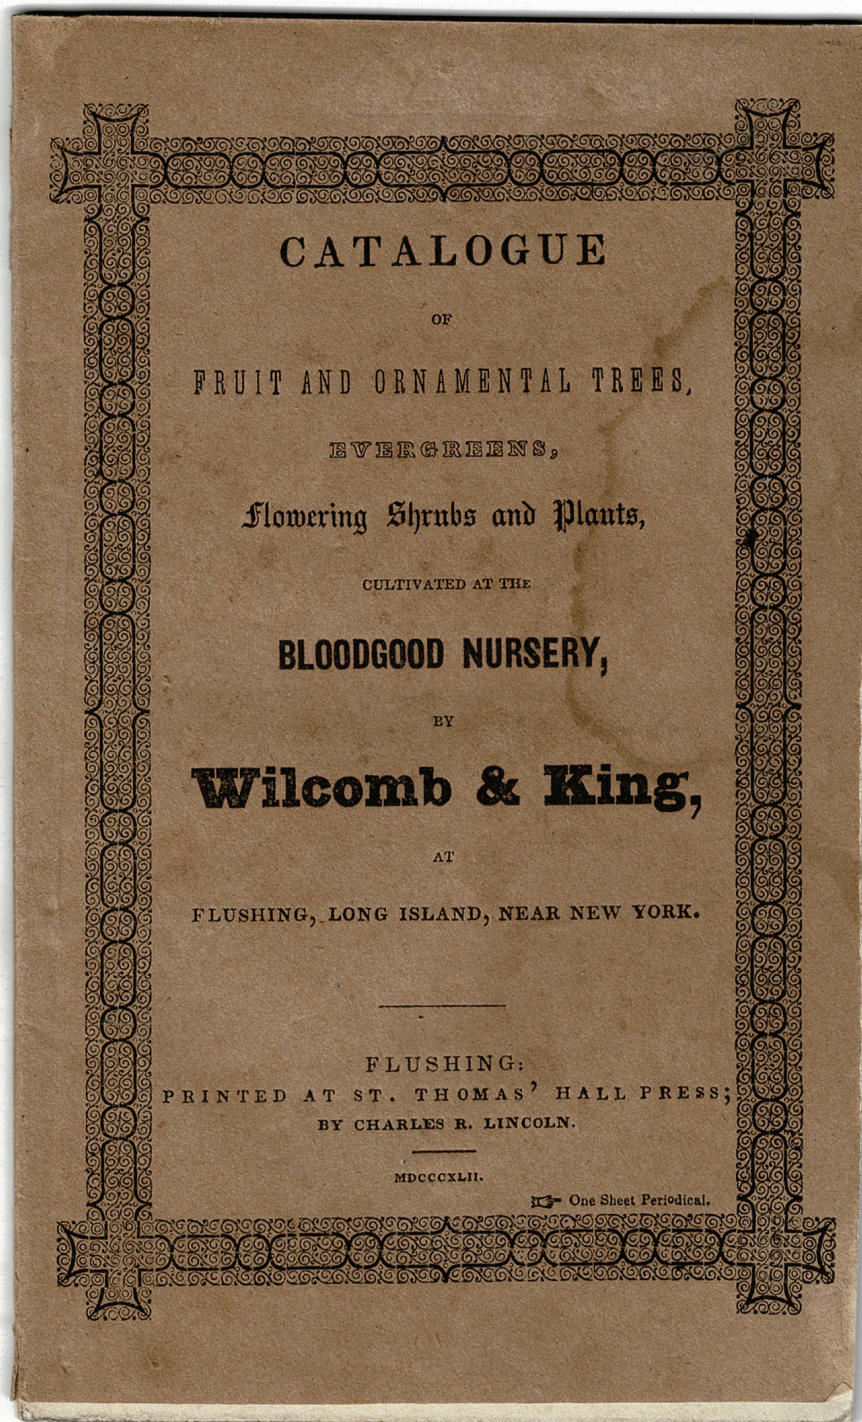 CATALOGUE
OF
FRUIT AND ORNAMENTAL TREES,
EVERGREENS,
Flowering Shrubs and Plants,
CULTIVATED AT THE
BLOODGOOD NURSERY,
BY
Wilcomb & King,
AT
FLUSHING, LONG ISLAND, NEAR NEW YORK.
FLUSHING:
PRINTED AT ST. THOMAS' HALL PRESS;
BY CHARLES R. LINCOLN.
MDCCCXLII.
☞ One Sheet Periodical.